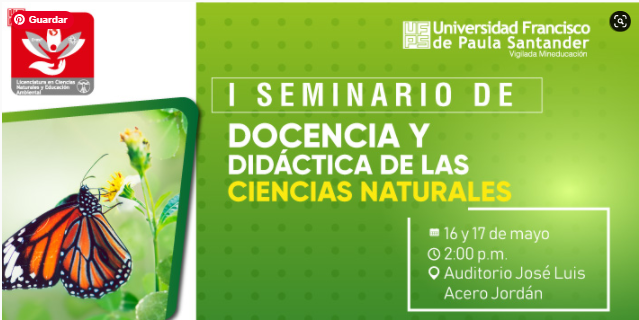 Guardar
Licenciatura en Ciencias
Naturales y Educación
Ambiental
Universidad Francisco
de Paula Santander
Vigilada Mineducación
I SEMINARIO DE
DOCENCIA Y
DIDÁCTICA DE LAS
CIENCIAS NATURALES
16 y 17 de mayo
2:00 p.m.
Auditorio José Luis
Acero Jordán